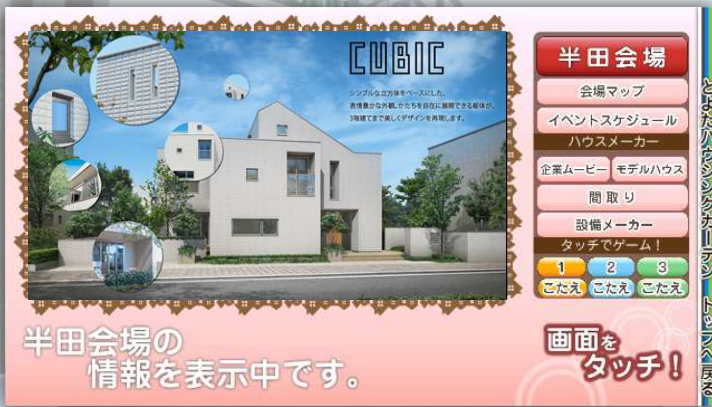 CUBIC
シンプルな立方体をベースにした、
表情豊かな外観。かたちを自在に展開できる躯体が、
3階建てまで美しくデザインを再現します。
半田会場
会場マップ
イベントスケジュール
ハウスメーカー
企業ムービー モデルハウス
間取り
設備メーカー
タッチでゲーム！
1 2 3
こたえ こたえ こたえ
とよたハウジングガーデン トップへ戻る
半田会場の
情報を表示中です。
画面を
タッチ！